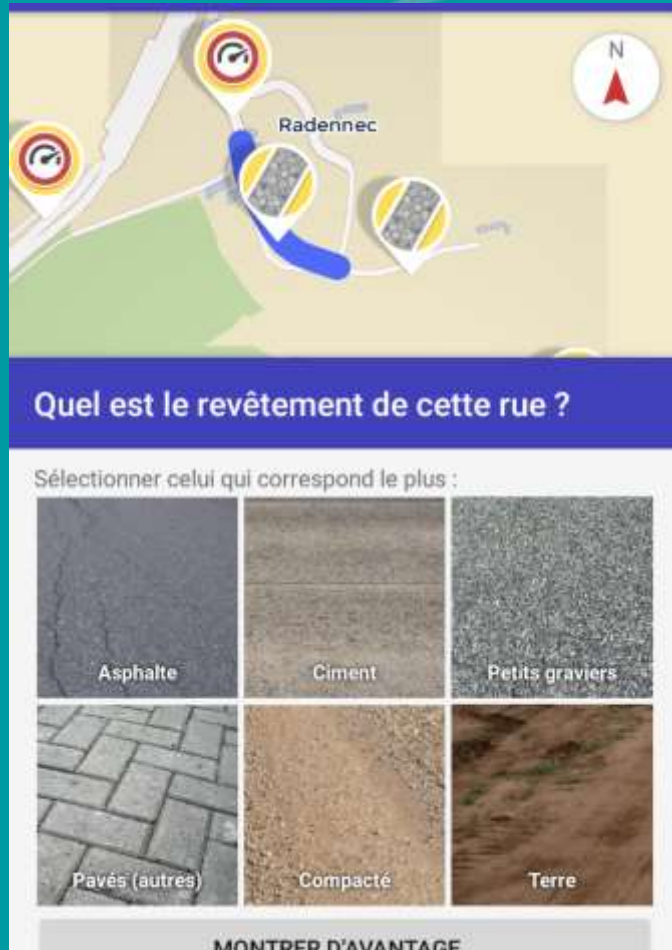 N
Radennec
Quel est le revêtement de cette rue ?
Sélectionner celui qui correspond le plus :
Asphalte
Ciment
Petits graviers
Pavés (autres)
Compacté
Terre
MONTRER D'AVANTAGE